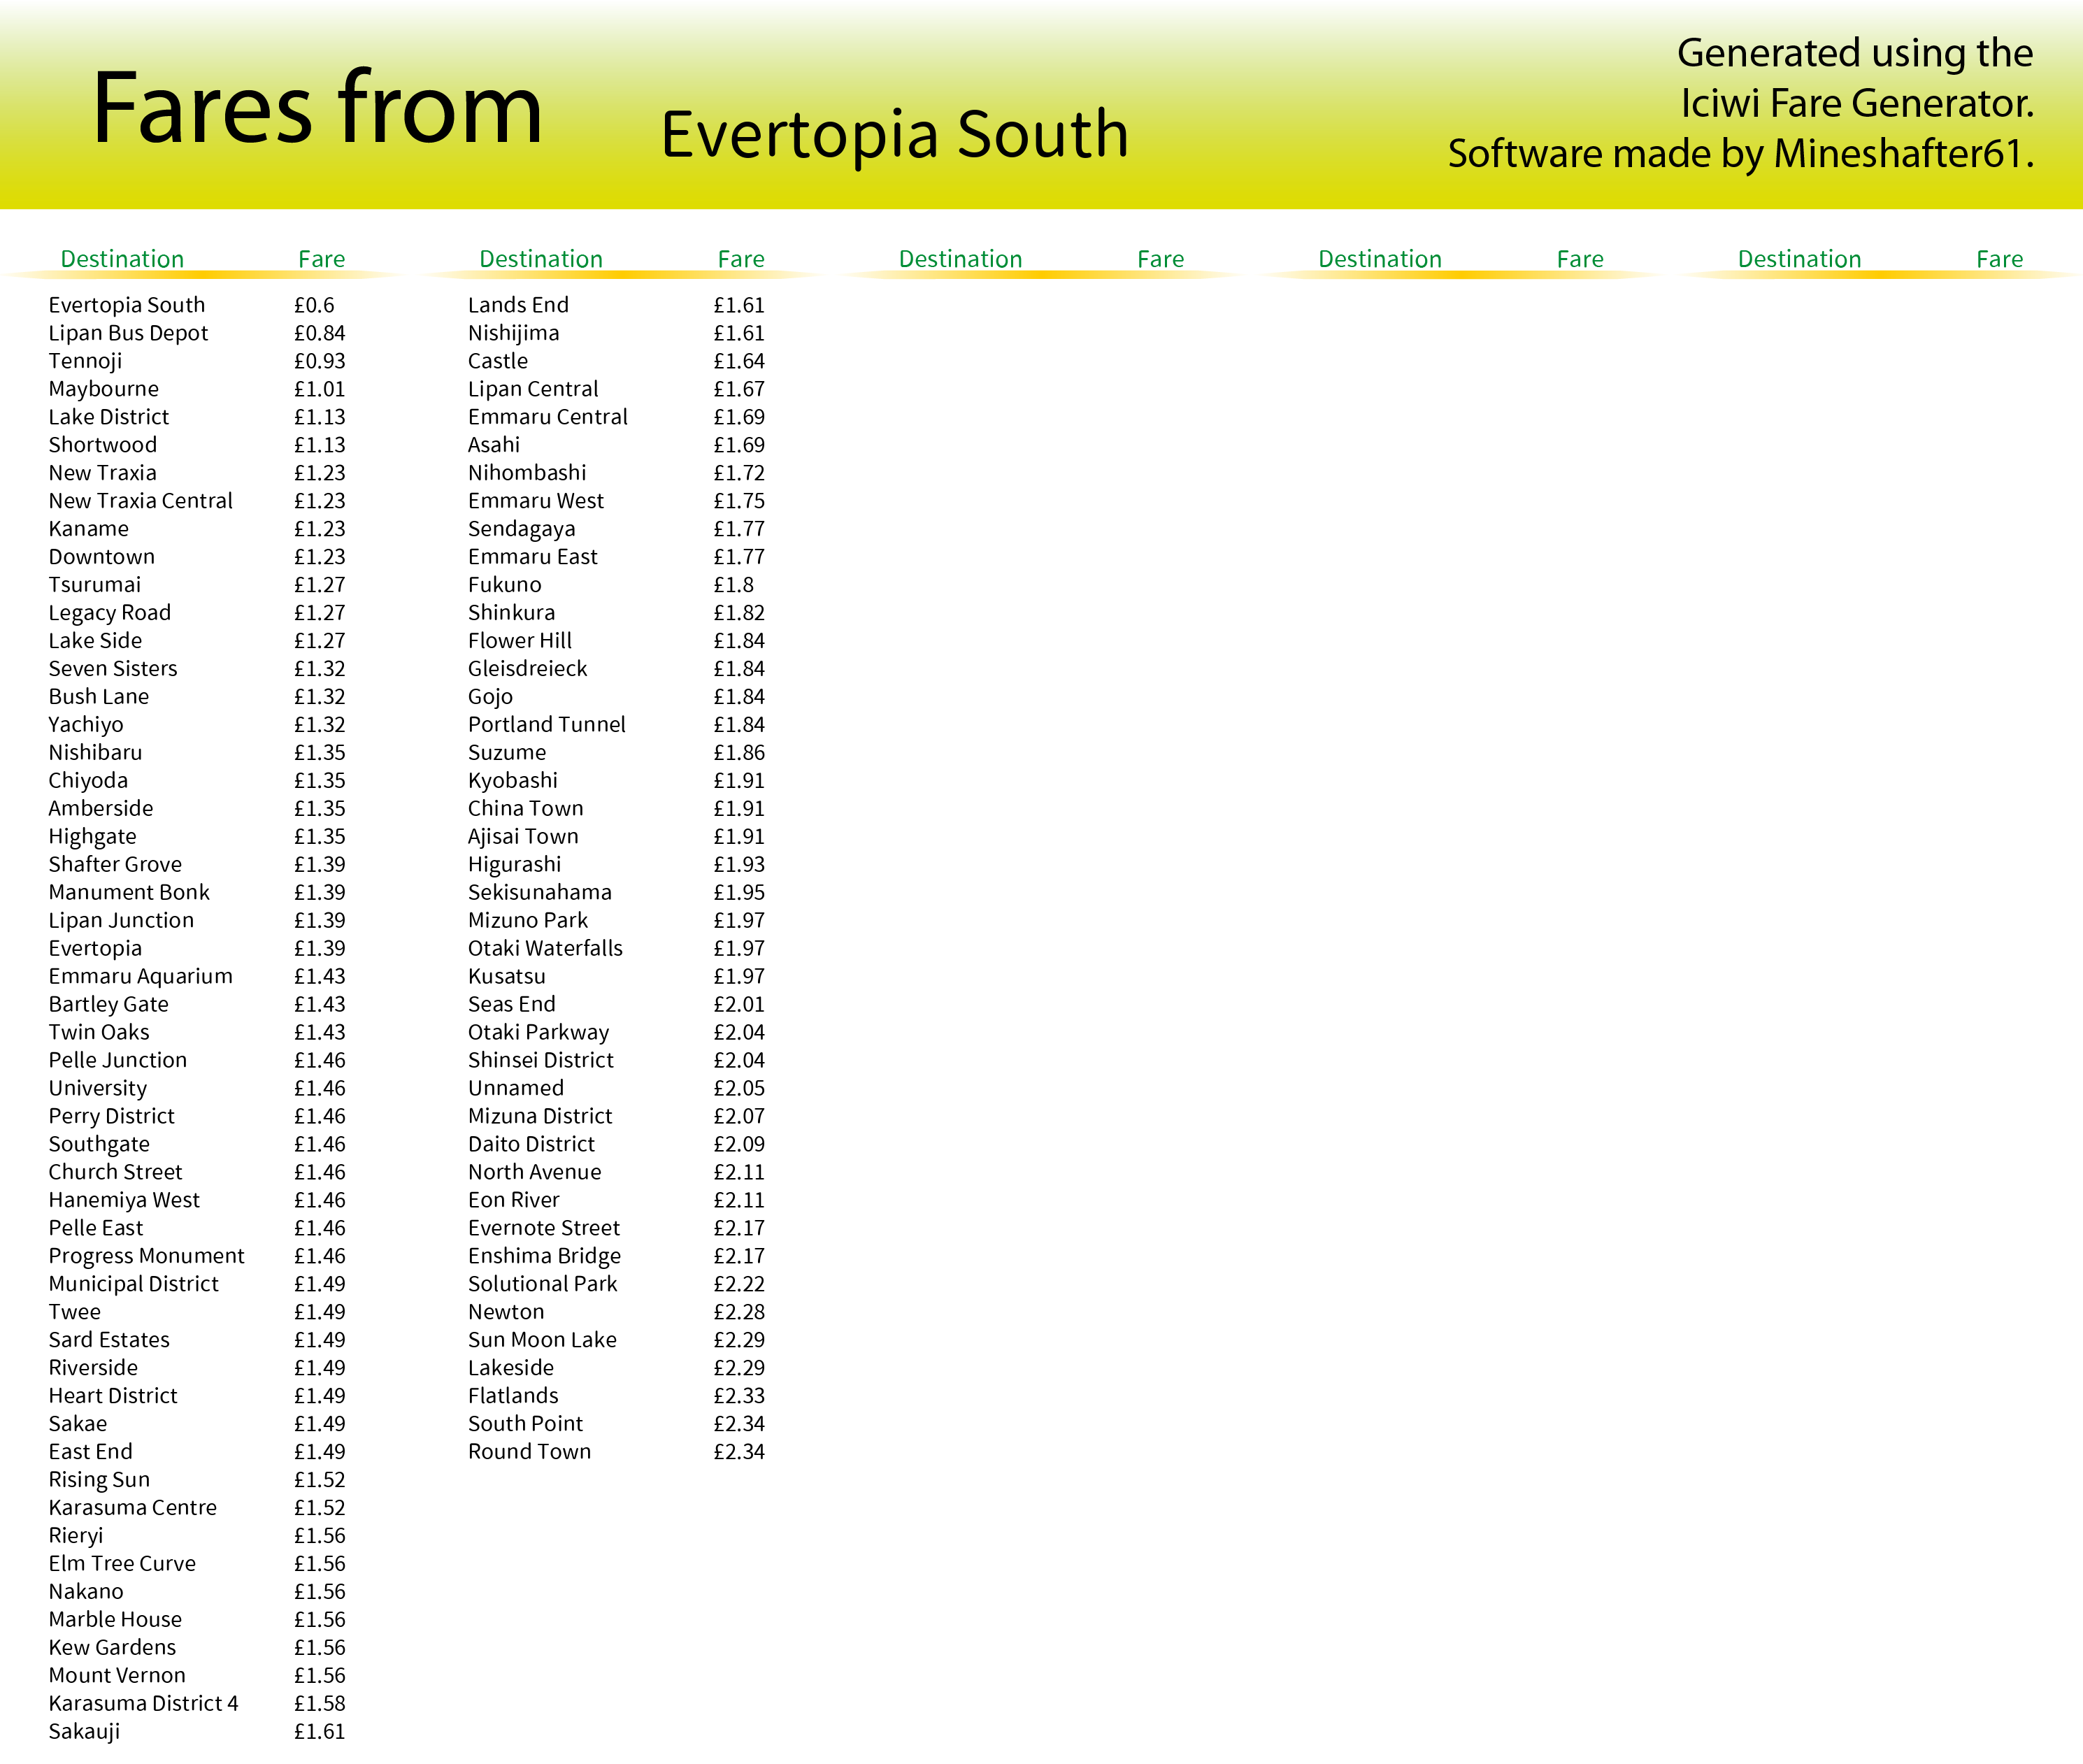 Fares from
Evertopia South
Generated using the
Iciwi Fare Generator.
Software made by Mineshafter61.
Destination Fare Destination Fare Destination Fare Destination Fare Destination Fare
Evertopia South £0.6
Lipan Bus Depot £0.84
Tennoji £0.93
Maybourne £1.01
Lake District £1.13
Shortwood £1.13
New Traxia £1.23
New Traxia Central £1.23
Kaname £1.23
Downtown £1.23
Tsurumai £1.27
Legacy Road £1.27
Lake Side £1.27
Seven Sisters £1.32
Bush Lane £1.32
Yachiyo £1.32
Nishibaru £1.35
Chiyoda £1.35
Amberside £1.35
Highgate £1.35
Shafter Grove £1.39
Manument Bonk £1.39
Lipan Junction £1.39
Evertopia £1.39
Emmaru Aquarium £1.43
Bartley Gate £1.43
Twin Oaks £1.43
Pelle Junction £1.46
University £1.46
Perry District £1.46
Southgate £1.46
Church Street £1.46
Hanemiya West £1.46
Pelle East £1.46
Progress Monument £1.46
Municipal District £1.49
Twee £1.49
Sard Estates £1.49
Riverside £1.49
Heart District £1.49
Sakae £1.49
East End £1.49
Rising Sun £1.52
Karasuma Centre £1.52
Rieryi £1.56
Elm Tree Curve £1.56
Nakano £1.56
Marble House £1.56
Kew Gardens £1.56
Mount Vernon £1.56
Karasuma District 4 £1.58
Sakauji £1.61
Lands End £1.61
Nishijima £1.61
Castle £1.64
Lipan Central £1.67
Emmaru Central £1.69
Asahi £1.69
Nihombashi £1.72
Emmaru West £1.75
Sendagaya £1.77
Emmaru East £1.77
Fukuno £1.8
Shinkura £1.82
Flower Hill £1.84
Gleisdreieck £1.84
Gojo £1.84
Portland Tunnel £1.84
Suzume £1.86
Kyobashi £1.91
China Town £1.91
Ajisai Town £1.91
Higurashi £1.93
Sekisunahama £1.95
Mizuno Park £1.97
Otaki Waterfalls £1.97
Kusatsu £1.97
Seas End £2.01
Otaki Parkway £2.04
Shinsei District £2.04
Unnamed £2.05
Mizuna District £2.07
Daito District £2.09
North Avenue £2.11
Eon River £2.11
Evernote Street £2.17
Enshima Bridge £2.17
Solutional Park £2.22
Newton £2.28
Sun Moon Lake £2.29
Lakeside £2.29
Flatlands £2.33
South Point £2.34
Round Town £2.34